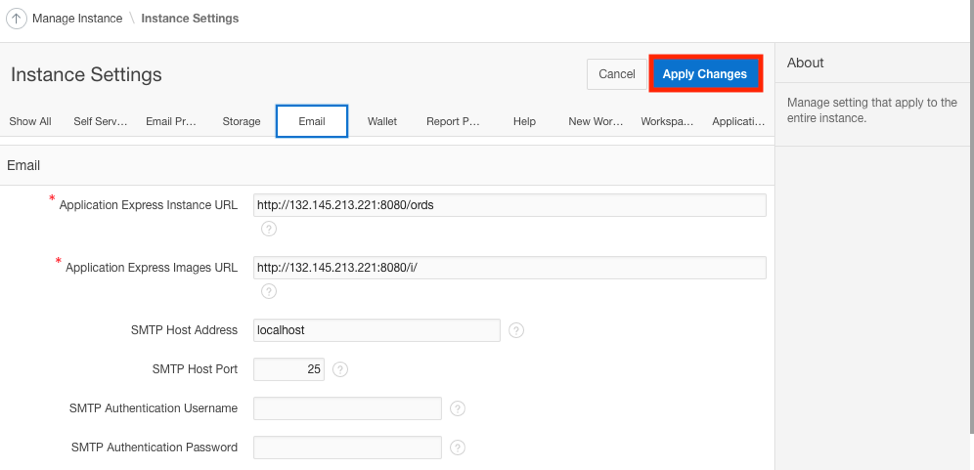 Manage Instance \ Instance Settings
Instance Settings
Cancel
Apply Changes
About
Manage setting that apply to the
entire instance.
Show All Self Serv... Email Pr... Storage Email Wallet Report P... Help New Wor... Workspa... Applicati...
Email
* Application Express Instance URL http://132.145.213.221:8080/ords
?
* Application Express Images URL http://132.145.213.221:8080/i/
?
SMTP Host Address localhost ?
SMTP Host Port 25 ?
SMTP Authentication Username ?
SMTP Authentication Password ?